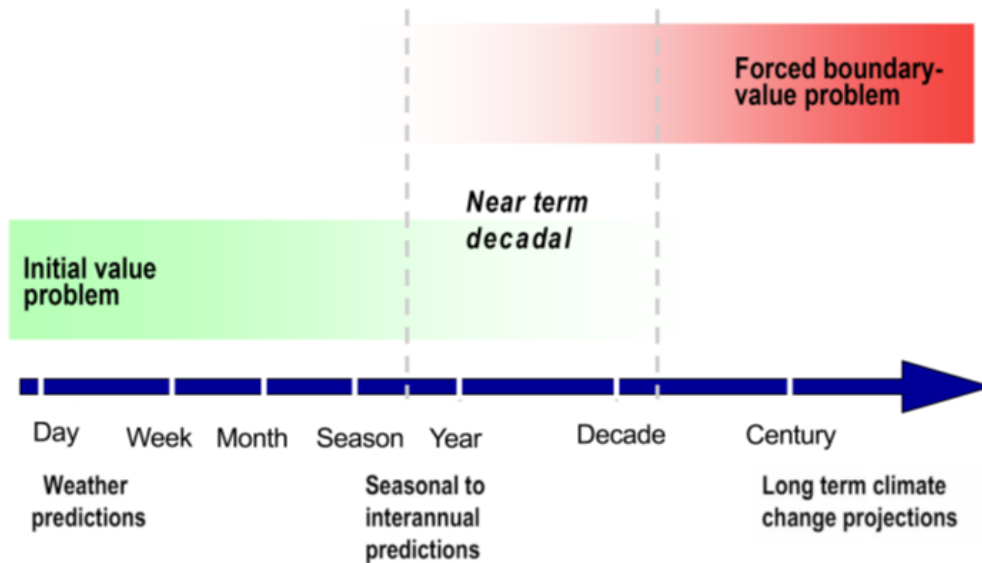 Forced boundary-
value problem
Near term
decadal
Initial value
problem
Day
Week
Month
Season
Year
Decade
Century
Weather
predictions
Seasonal to
interannual
predictions
Long term climate
change projections